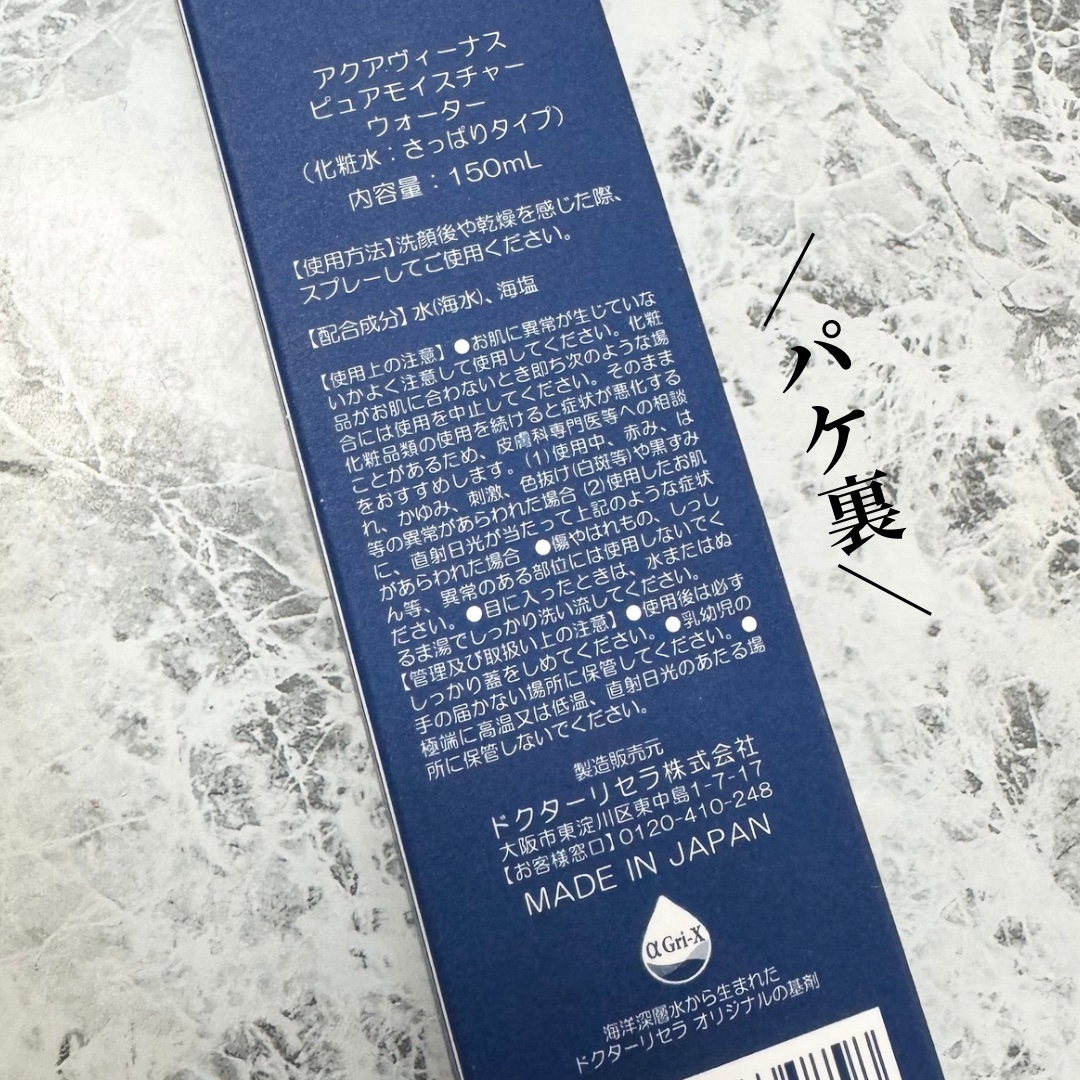 アクアヴィーナス
ピュアモイスチャー
ウォーター
（化粧水：さっぱりタイプ）
内容量：150mL
【使用方法】洗顔後や乾燥を感じた際、
スプレーしてご使用ください。
【配合成分】水(海水)、海塩
【使用上の注意】●お肌に異常が生じていな
いかよく注意して使用してください。化粧
品がお肌に合わないとき即ち次のような場
合には使用を中止してください。そのまま
化粧品類の使用を続けると症状が悪化する
ことがあるため、皮膚科専門医等への相談
をおすすめします。(1)使用中、赤み、は
れ、かゆみ、刺激、色抜け(白斑等)や黒ずみ
等の異常があらわれた場合 (2)使用したお肌
に、直射日光が当たって上記のような症状
があらわれた場合 ●傷やはれもの、しっし
ん等、異常のある部位には使用しないでく
ださい。●目に入ったときは、水またはぬ
るま湯でしっかり洗い流してください。
【管理及び取扱い上の注意】●使用後は必ず
しっかり蓋をしめてください。●乳幼児の
手の届かない場所に保管してください。●
極端に高温又は低温、直射日光のあたる場
所に保管しないでください。
製造販売元
ドクターリセラ株式会社
大阪市東淀川区東中島1-7-17
【お客様窓口】0120-410-248
MADE IN JAPAN
αGri-X
海洋深層水から生まれた
ドクターリセラ オリジナルの基剤
パケ裏